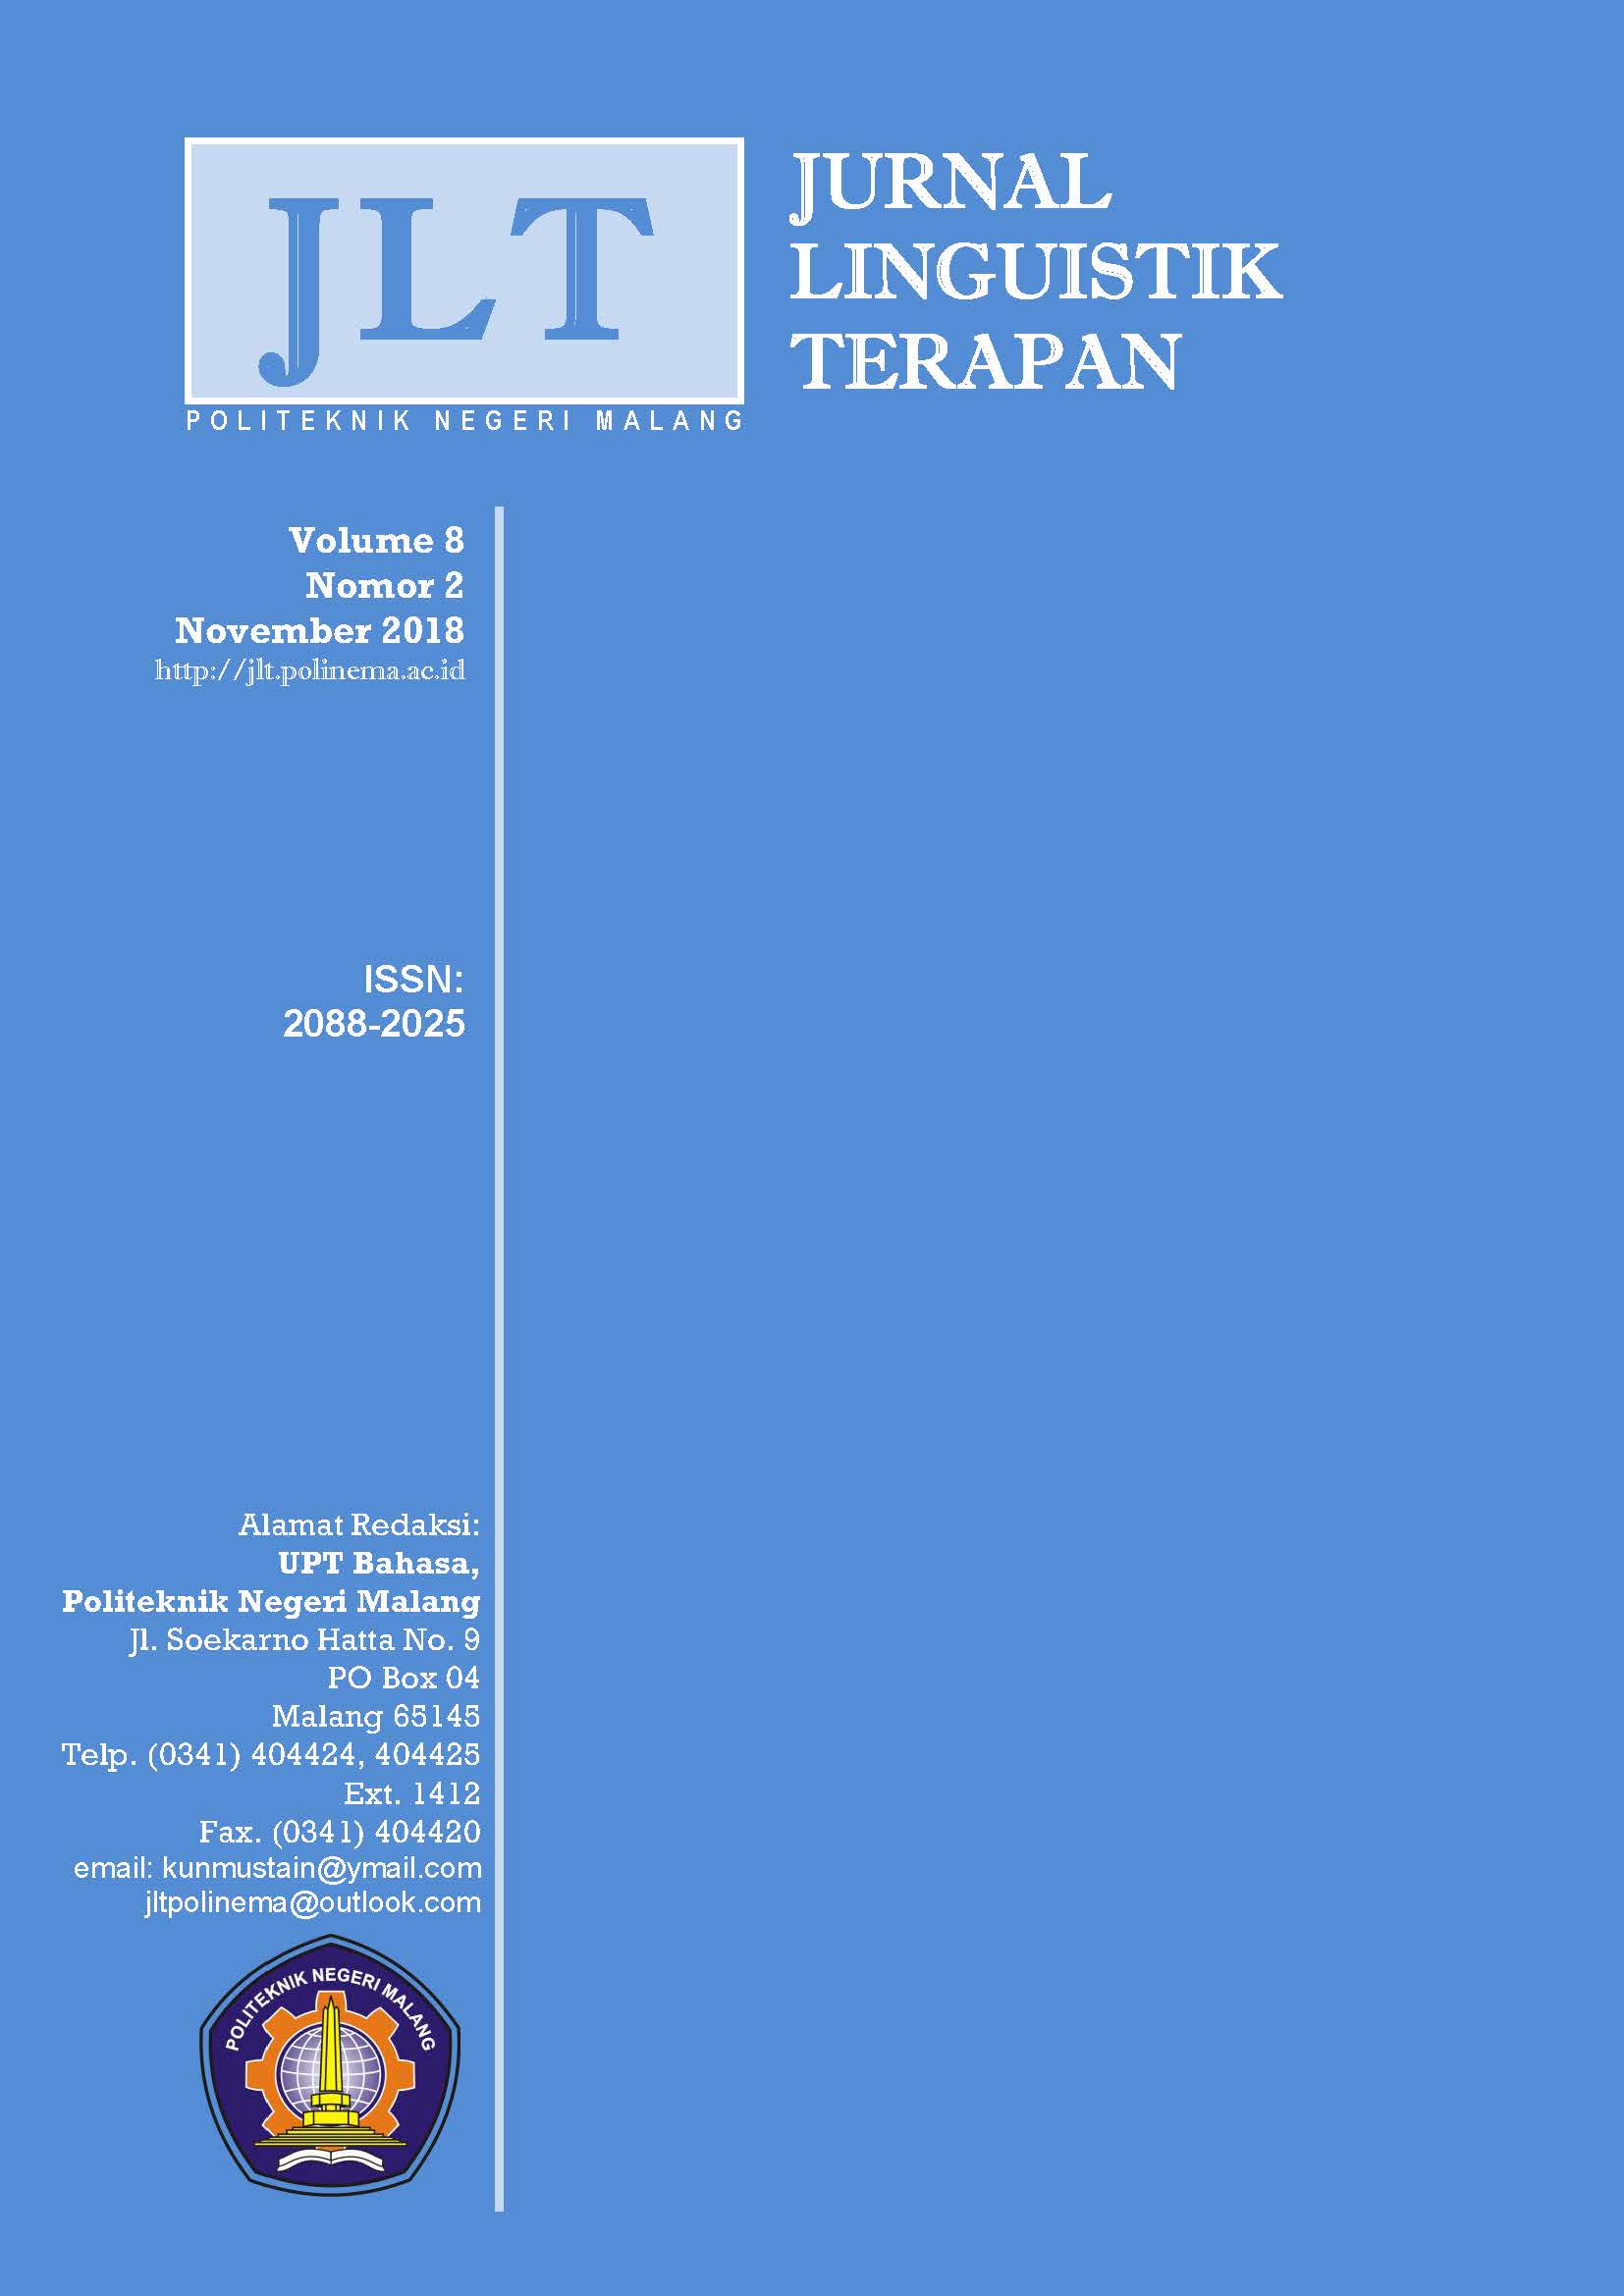 JLT
POLITEKNIK NEGERI MALANG
JURNAL
LINGUISTIK
TERAPAN
Volume 8
Nomor 2
November 2018
http://jlt.polinema.ac.id
ISSN:
2088-2025
Alamat Redaksi:
UPT Bahasa,
Politeknik Negeri Malang
Jl. Soekarno Hatta No. 9
PO Box 04
Malang 65145
Telp. (0341) 404424, 404425
Ext. 1412
Fax. (0341) 404420
email: kunmustain@ymail.com
jltpolinema@outlook.com
POLITEKNIK NEGERI MALANG